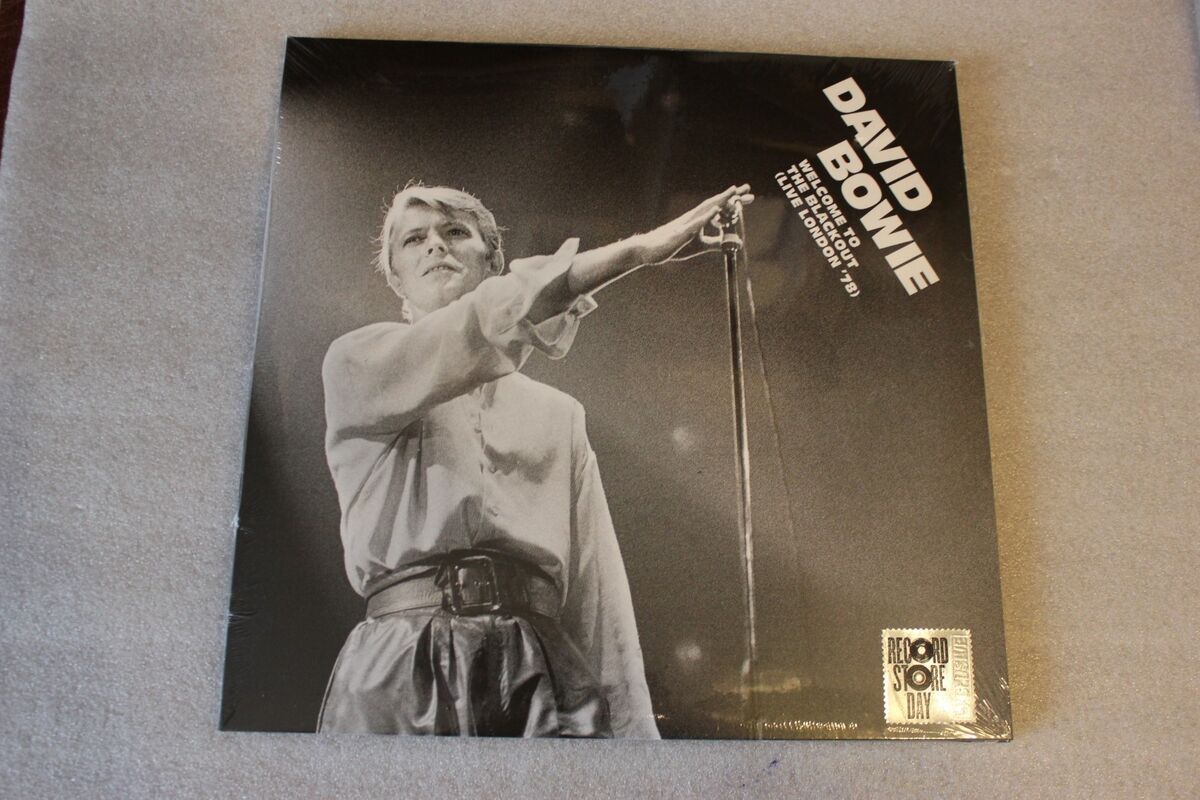 DAVID
BOWIE
WELCOME TO
THE BLACKOUT
(LIVE LONDON '78)
RECORD
STORE
DAY